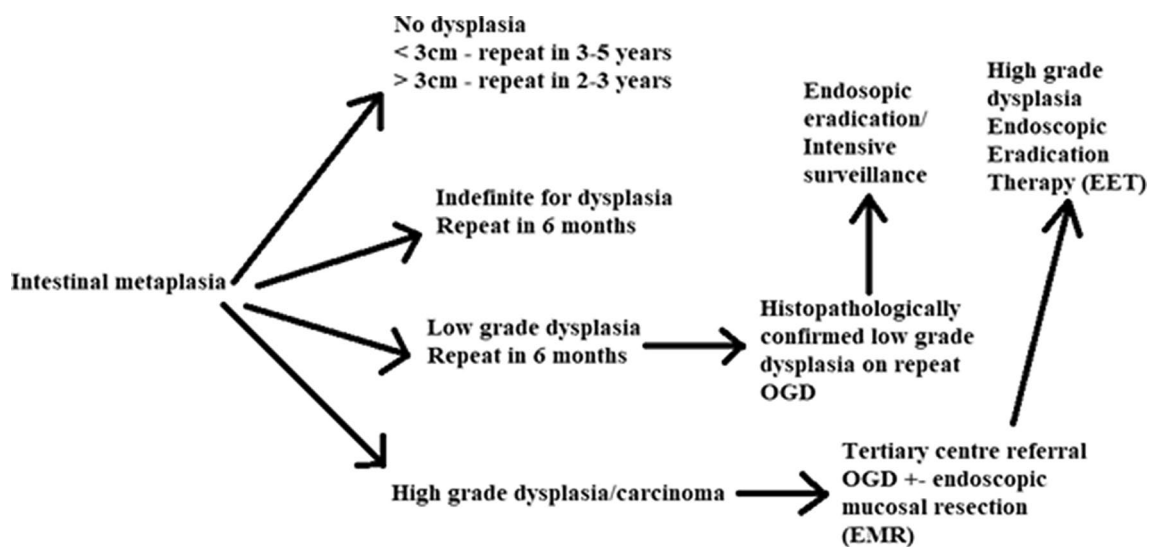 No dysplasia
< 3cm - repeat in 3-5 years
> 3cm - repeat in 2-3 years
Endosopic
eradication/
Intensive
surveillance
High grade
dysplasia
Endoscopic
Eradication
Therapy (EET)
Indefinite for dysplasia
Repeat in 6 months
Intestinal metaplasia
Low grade dysplasia
Repeat in 6 months
Histopathologically
confirmed low grade
dysplasia on repeat
OGD
High grade dysplasia/carcinoma
Tertiary centre referral
OGD +- endoscopic
mucosal resection
(EMR)